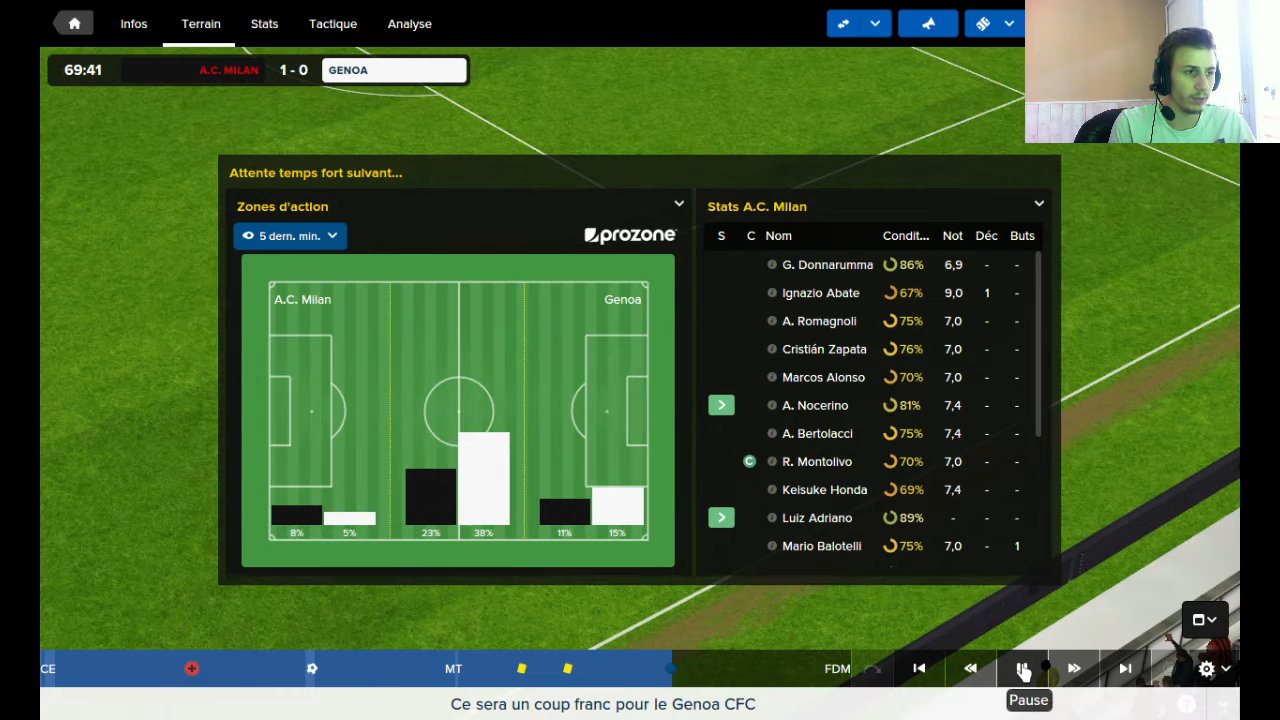 Infos Terrain Stats Tactique Analyse
69:41 A.C. MILAN 1 - 0 GENOA
Attente temps fort suivant...
Zones d'action
5 dern. min.
prozone
A.C. Milan Genoa
8% 5% 23% 38% 11% 15%
Stats A.C. Milan
S C Nom Condit... Not Déc Buts
G. Donnarumma 86% 6,9 - -
Ignazio Abate 67% 9,0 1 -
A. Romagnoli 75% 7,0 - -
Cristián Zapata 76% 7,0 - -
Marcos Alonso 70% 7,0 - -
A. Nocerino 81% 7,4 - -
A. Bertolacci 75% 7,4 - -
C R. Montolivo 70% 7,0 - -
Keisuke Honda 69% 7,4 - -
Luiz Adriano 89% - - -
Mario Balotelli 75% 7,0 - 1
CE MT FDM
Pause
Ce sera un coup franc pour le Genoa CFC